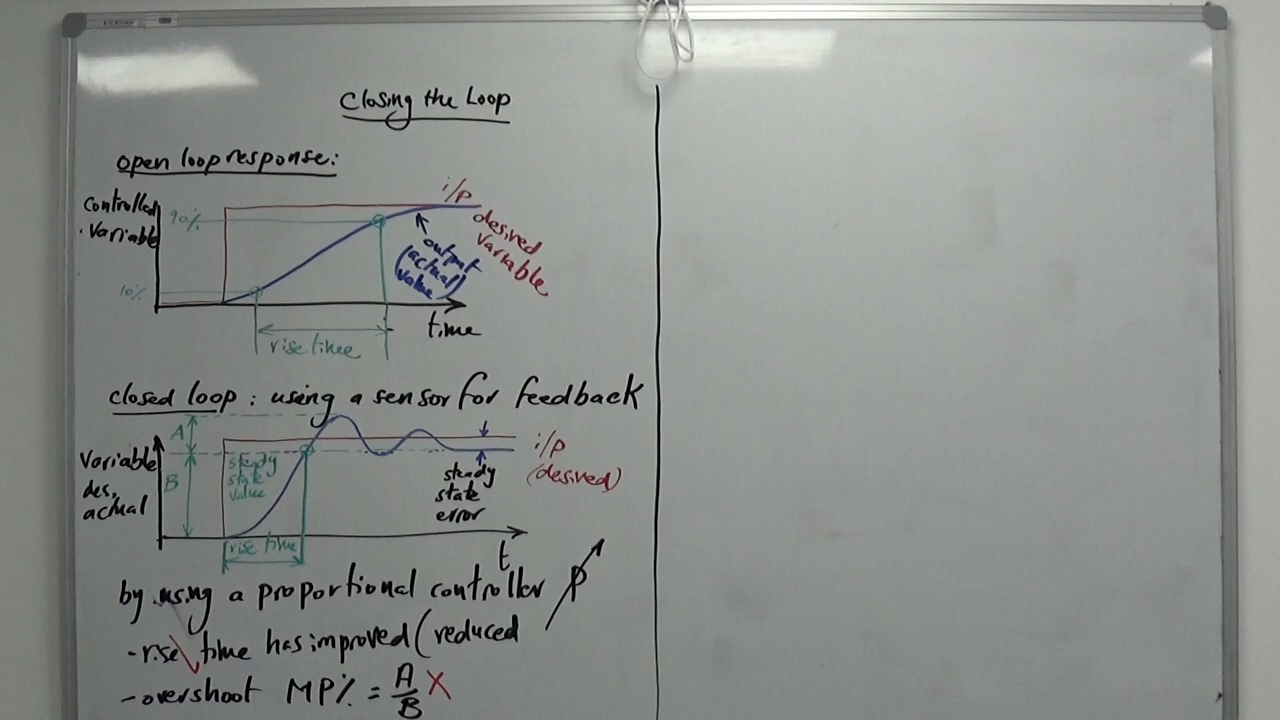 Closing the Loop
open loop response:
Controlled
Variable
90%
10%
i/p
desired
variable
output
(actual
value)
time
rise time
closed loop : using a sensor for feedback
Variable
des,
actual
A
B
steady
state
value
rise time
i/p
(desired)
steady
state
error
t
by using a proportional controller P
- rise time has improved (reduced
- overshoot MP% = A/B X